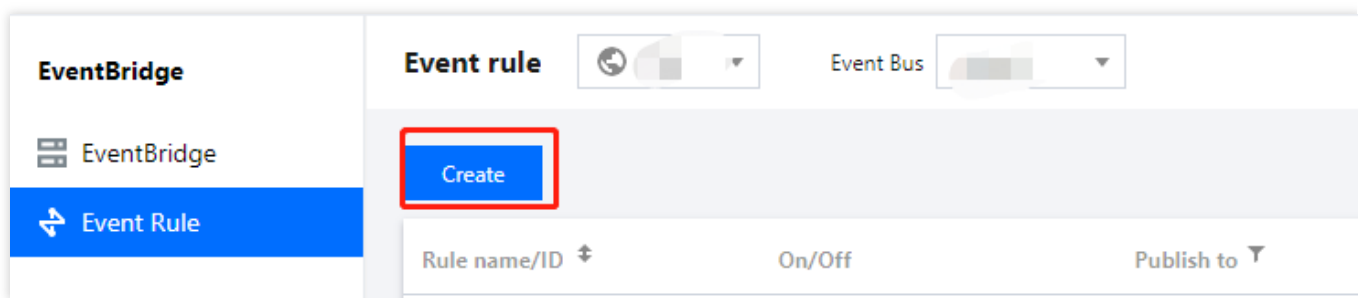 EventBridge
EventBridge
Event Rule
Event rule Event Bus
Create
Rule name/ID On/Off Publish to